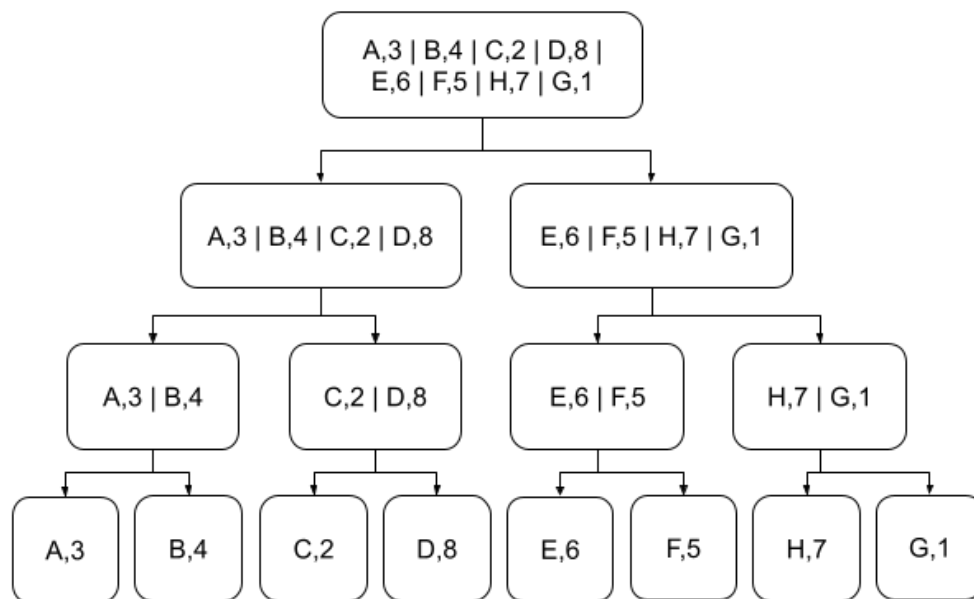 A,3 | B,4 | C,2 | D,8 |
E,6 | F,5 | H,7 | G,1
A,3 | B,4 | C,2 | D,8
E,6 | F,5 | H,7 | G,1
A,3 | B,4
C,2 | D,8
E,6 | F,5
H,7 | G,1
A,3
B,4
C,2
D,8
E,6
F,5
H,7
G,1